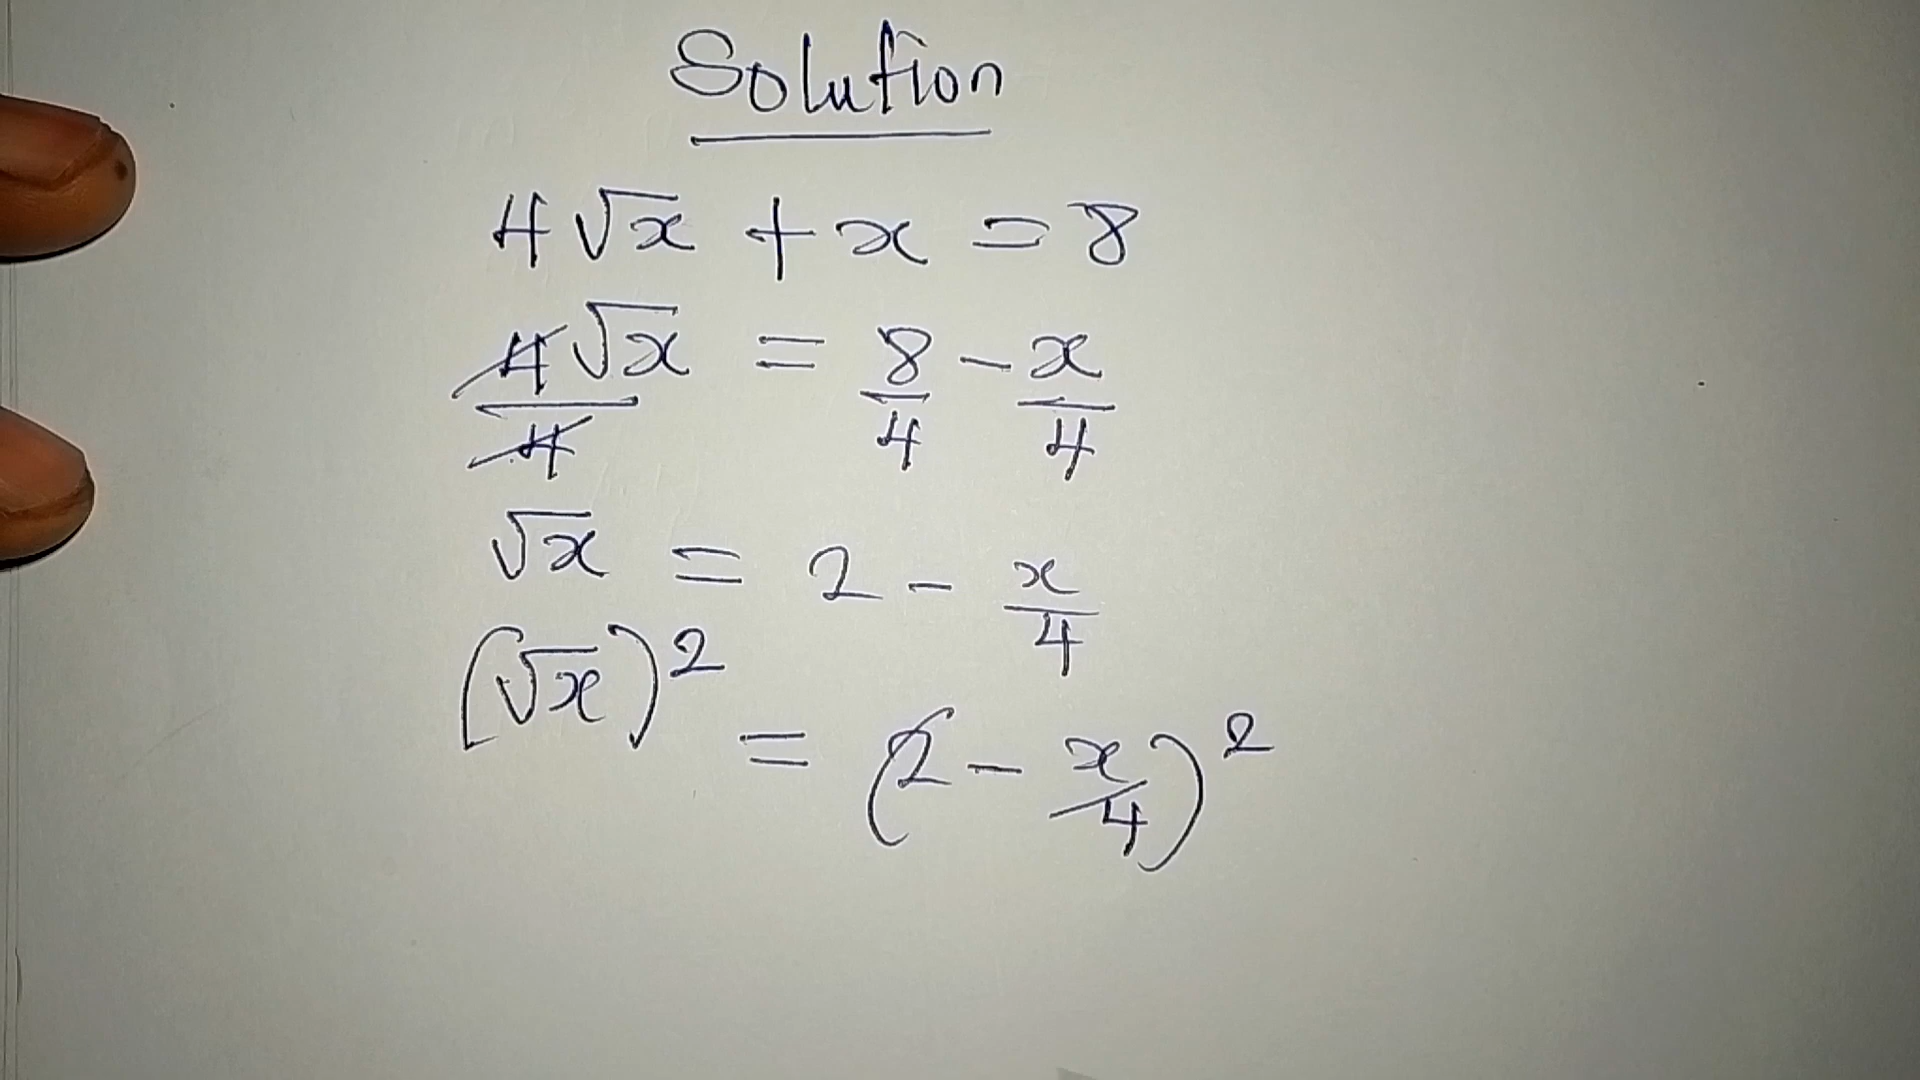 Solution
4√x + x = 8
4√x/4 = 8/4 - x/4
√x = 2 - x/4
(√x)² = (2 - x/4)²